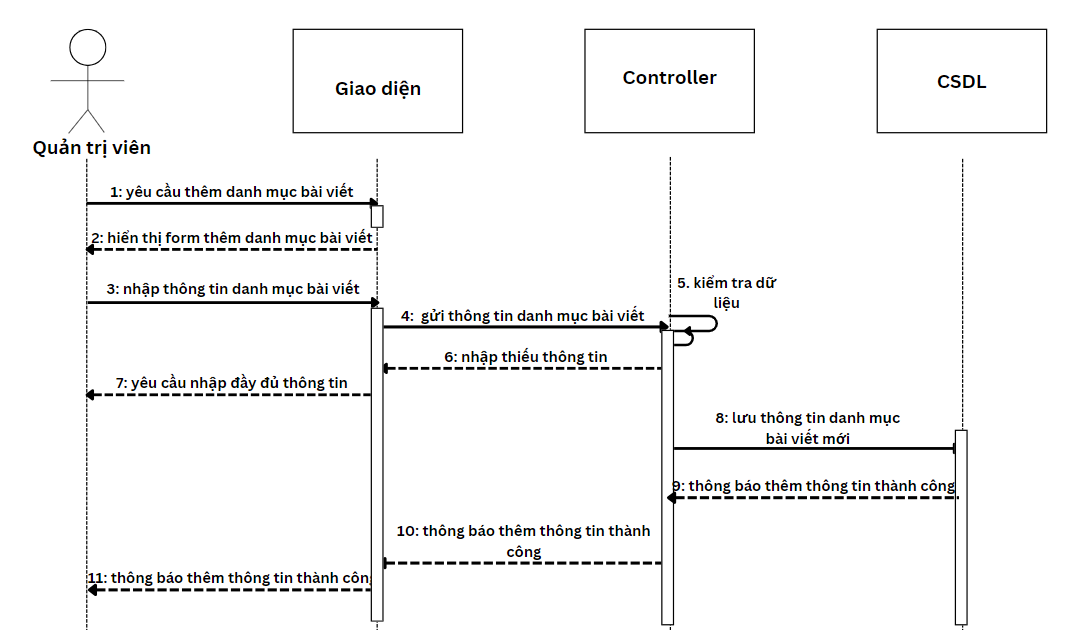 Giao diện
Controller
CSDL
Quản trị viên
1: yêu cầu thêm danh mục bài viết
2: hiển thị form thêm danh mục bài viết
3: nhập thông tin danh mục bài viết
4: gửi thông tin danh mục bài viết
5. kiểm tra dữ
liệu
6: nhập thiếu thông tin
7: yêu cầu nhập đầy đủ thông tin
8: lưu thông tin danh mục
bài viết mới
9: thông báo thêm thông tin thành công
10: thông báo thêm thông tin thành
công
11: thông báo thêm thông tin thành côn